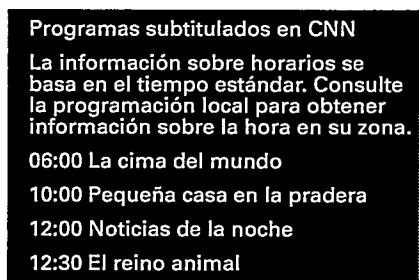 Programas subtitulados en CNN
La información sobre horarios se
basa en el tiempo estándar. Consulte
la programación local para obtener
información sobre la hora en su zona.
06:00 La cima del mundo
10:00 Pequeña casa en la pradera
12:00 Noticias de la noche
12:30 El reino animal